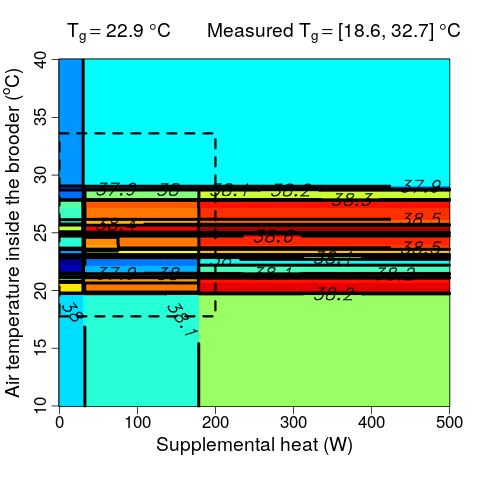 Tg = 22.9 °C Measured Tg = [18.6, 32.7] °C
Air temperature inside the brooder (°C)
40
35
30
25
20
15
10
37.9 38 38.1 38.2 37.9
38.3
38.4 38.5
38.6
38.5
38
37.9 38 38.1 38.2
38.2
38 38.1
0 100 200 300 400 500
Supplemental heat (W)